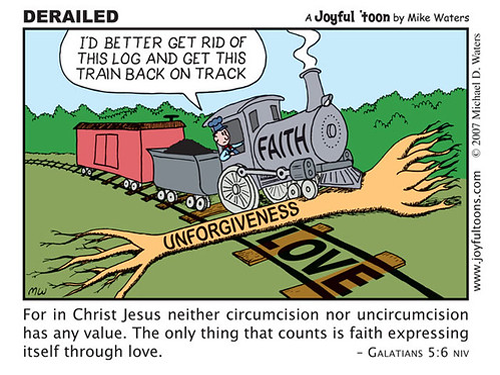 DERAILED
A Joyful 'toon by Mike Waters
I'D BETTER GET RID OF
THIS LOG AND GET THIS
TRAIN BACK ON TRACK
FAITH
UNFORGIVENESS
LOVE
MW
www.joyfultoons.com © 2007 Michael D. Waters
For in Christ Jesus neither circumcision nor uncircumcision
has any value. The only thing that counts is faith expressing
itself through love. – GALATIANS 5:6 NIV